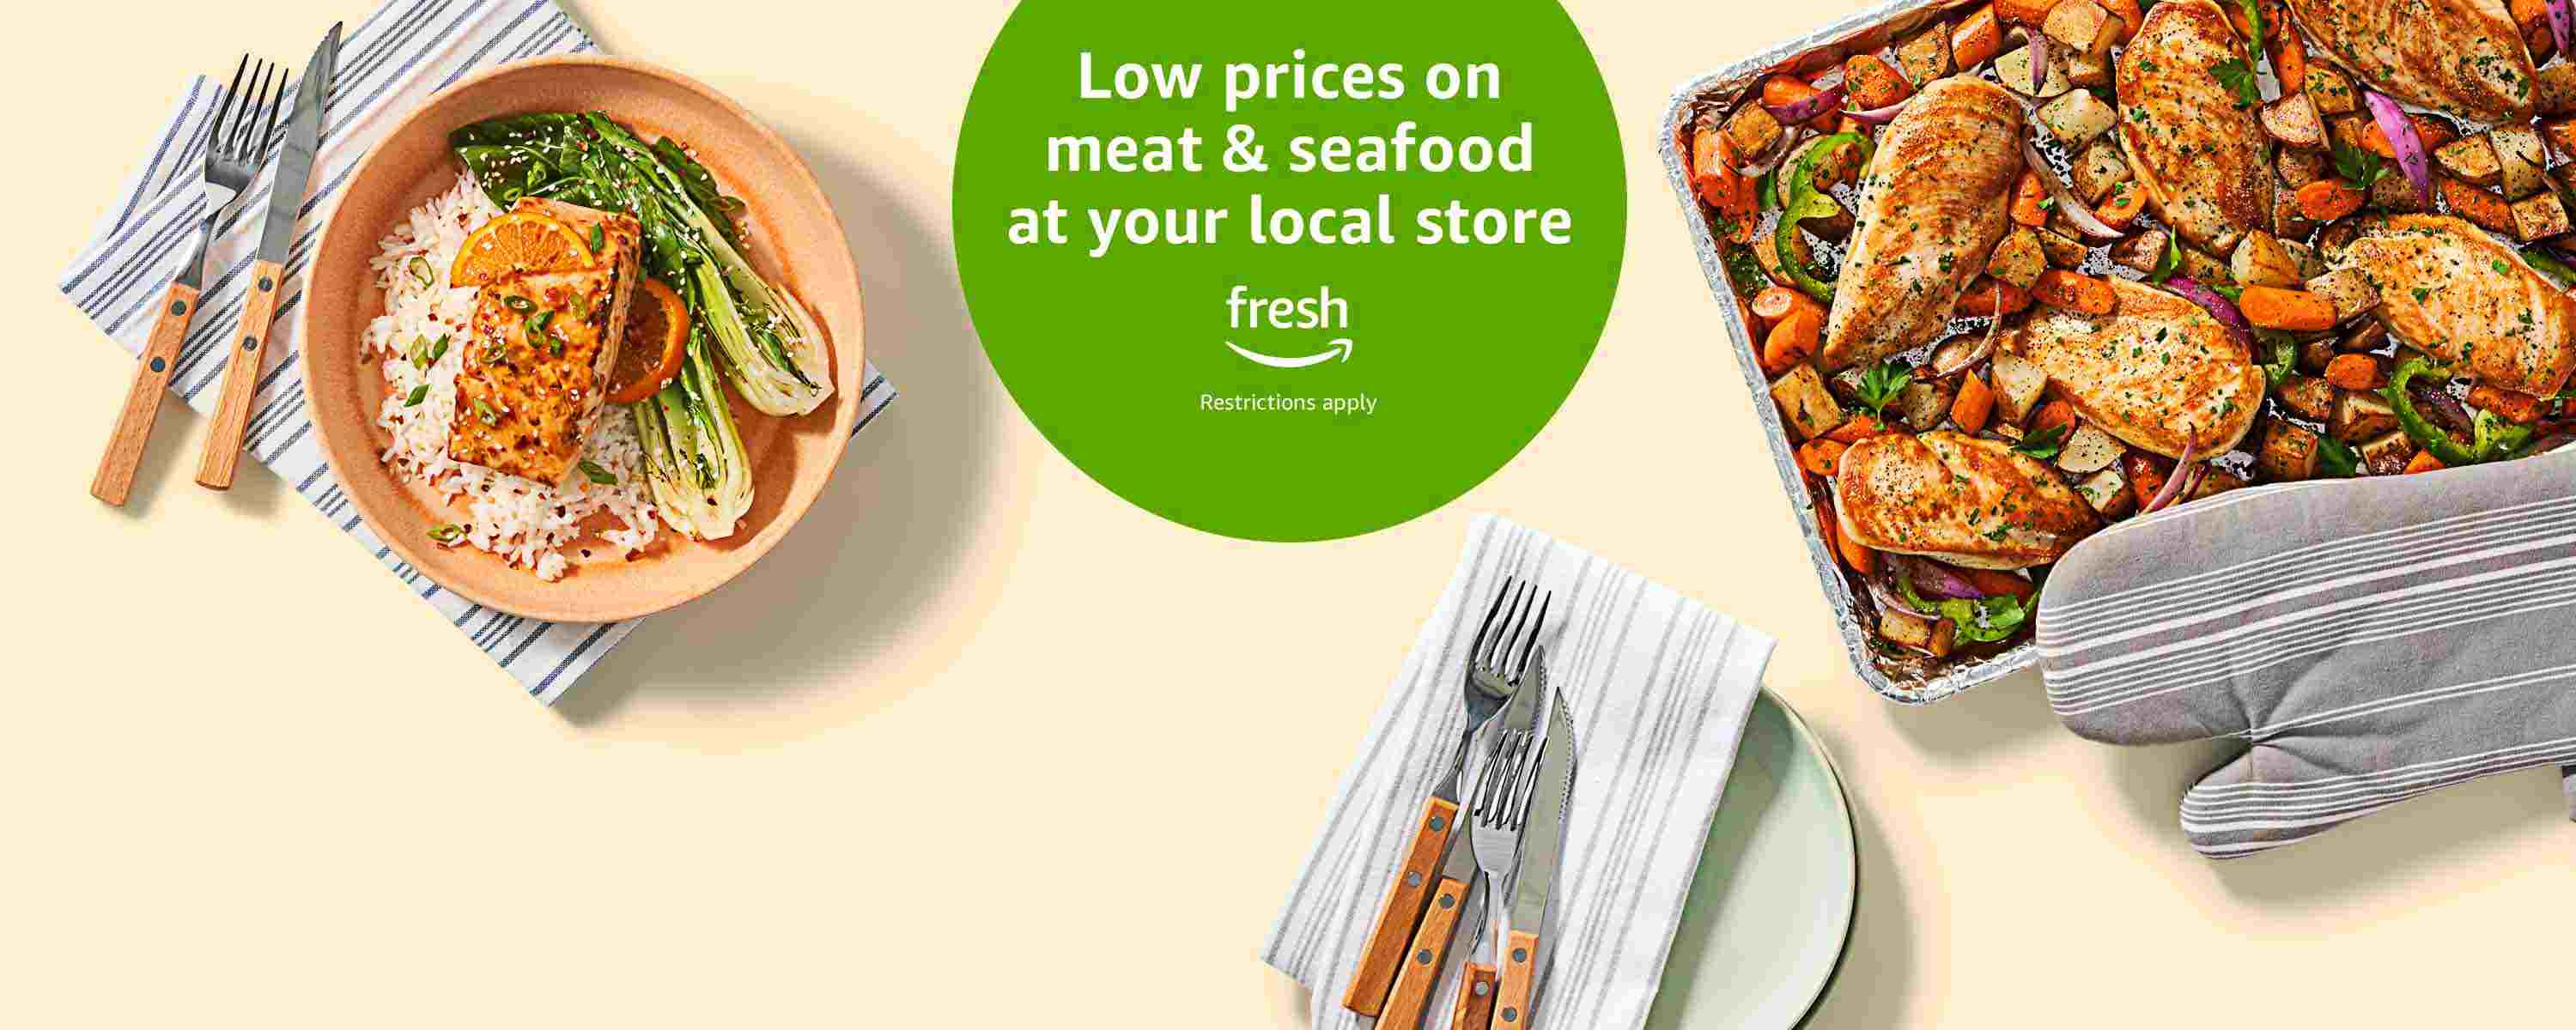 Low prices on
meat & seafood
at your local store
fresh
Restrictions apply